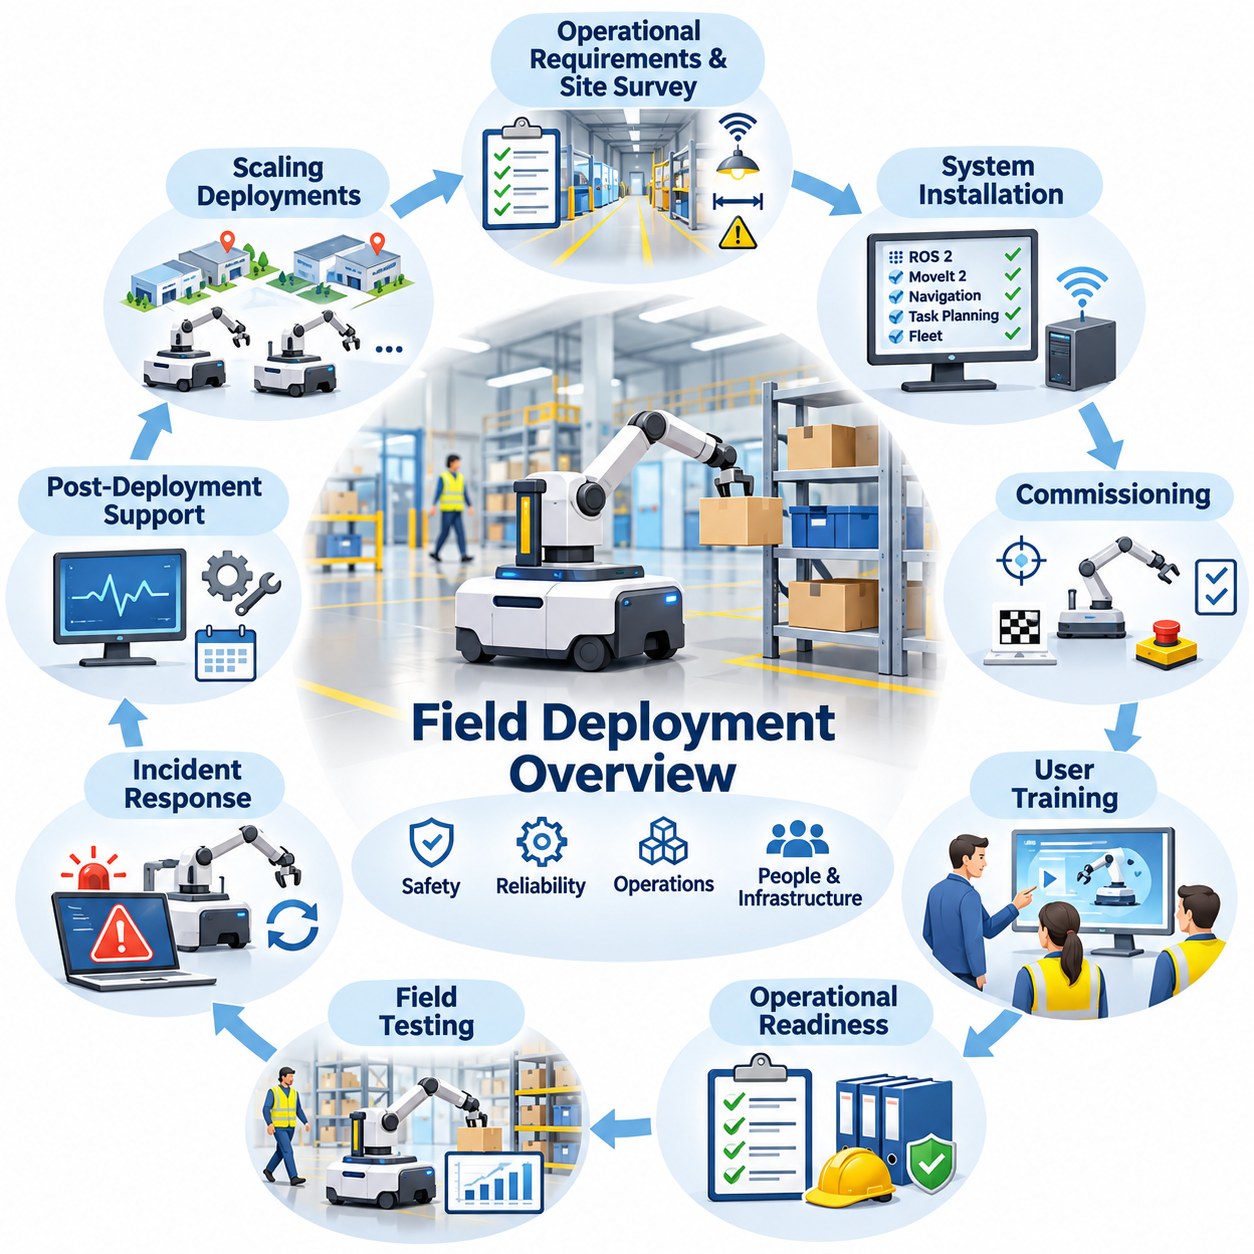 Operational
Requirements &
Site Survey
System
Installation
ROS 2
MoveIt 2
Navigation
Task Planning
Fleet
Commissioning
User
Training
Operational
Readiness
Field
Testing
Incident
Response
Post-Deployment
Support
Scaling
Deployments
Field Deployment
Overview
Safety
Reliability
Operations
People &
Infrastructure